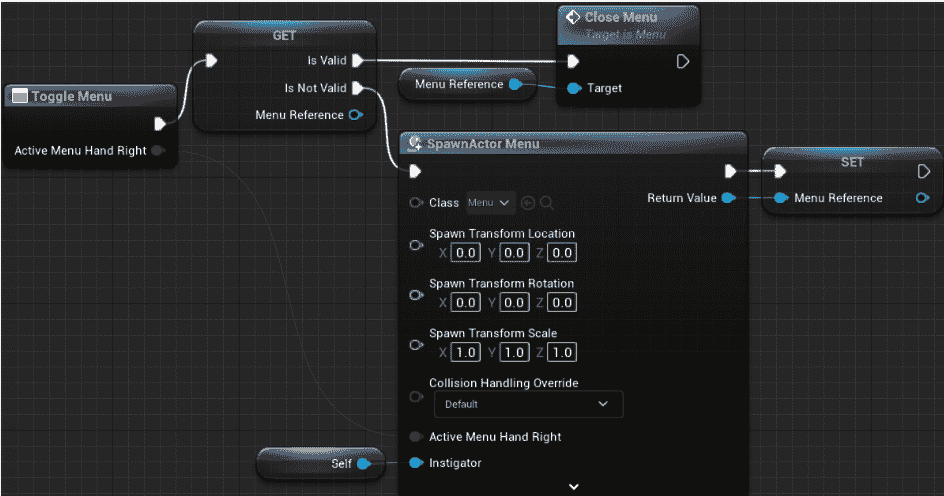 Toggle Menu
Active Menu Hand Right
GET
Is Valid
Is Not Valid
Menu Reference
Close Menu
Target is Menu
Menu Reference
Target
SpawnActor Menu
Class Menu
Return Value
Spawn Transform Location
X 0.0 Y 0.0 Z 0.0
Spawn Transform Rotation
X 0.0 Y 0.0 Z 0.0
Spawn Transform Scale
X 1.0 Y 1.0 Z 1.0
Collision Handling Override
Default
Active Menu Hand Right
Self
Instigator
SET
Menu Reference